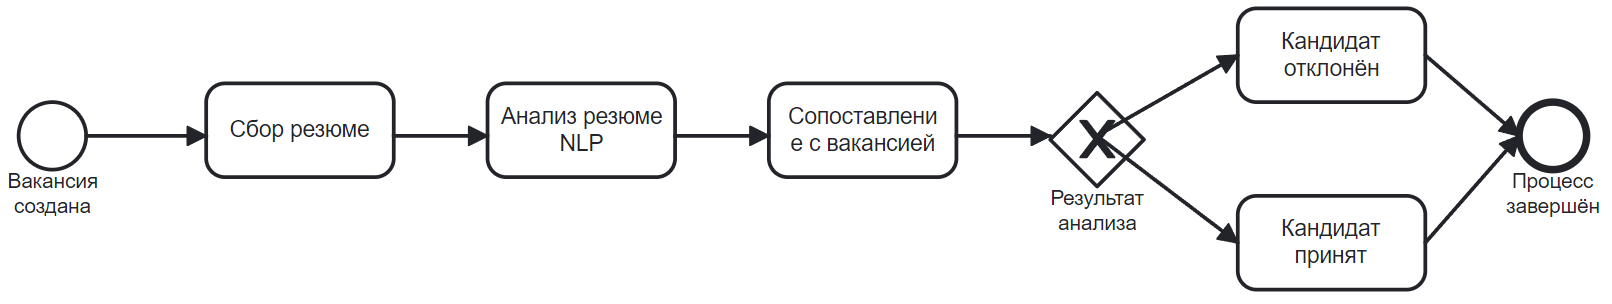 Вакансия
создана
Сбор резюме
Анализ резюме
NLP
Сопоставлени
е с вакансией
Результат
анализа
Кандидат
отклонён
Кандидат
принят
Процесс
завершён